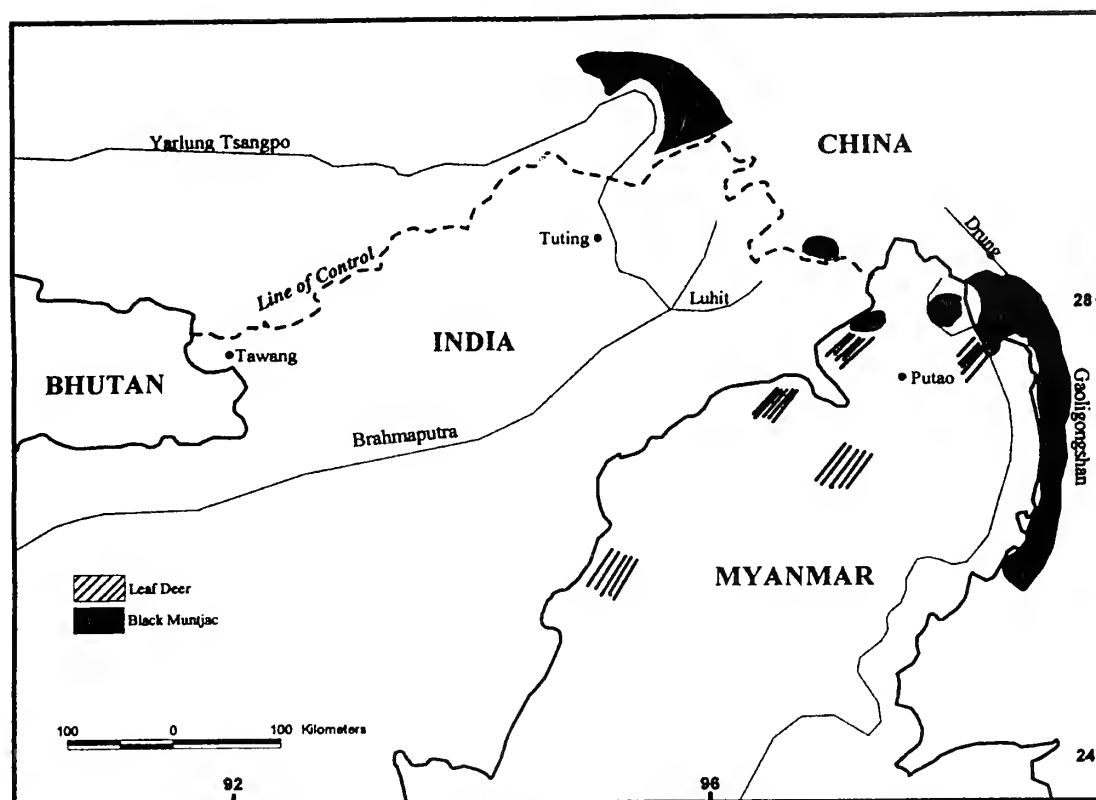 Yarlung Tsangpo
CHINA
Drung
Tuting
Line of Control
Luhit
28
INDIA
Tawang
BHUTAN
Putao
Gaoligongshan
Brahmaputra
MYANMAR
Leaf Deer
Black Muntjac
100 0 100 Kilometers
24
92 96